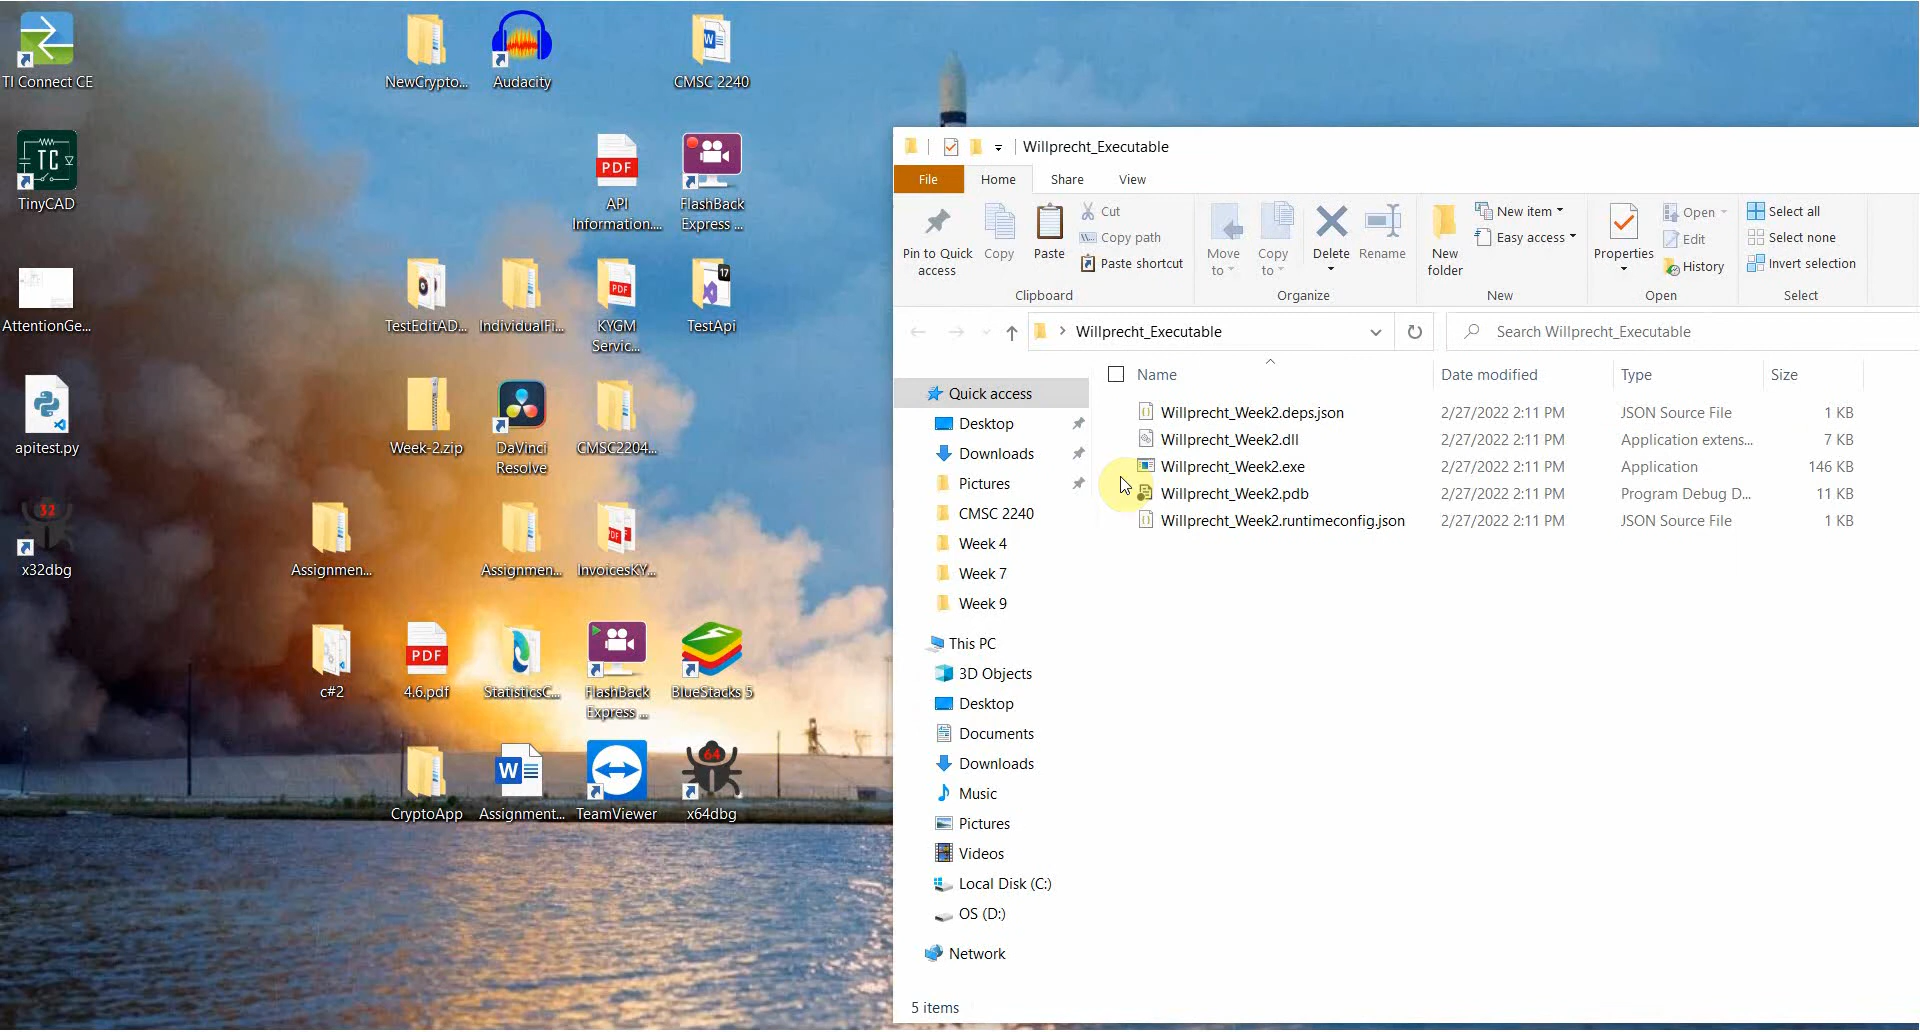 TI Connect CE
NewCrypto...
Audacity
CMSC 2240
TC
TinyCAD
PDF
API
Information....
FlashBack
Express ...
AttentionGe...
TestEditAD...
IndividualFi...
PDF
KYGM
Servic...
17
TestApi
apitest.py
Week-2.zip
DaVinci
Resolve
CMSC2204...
32
x32dbg
Assignmen...
Assignmen...
PDF
InvoicesKY...
c#2
PDF
4.6.pdf
StatisticsC...
FlashBack
Express ...
BlueStacks 5
CryptoApp
W
Assignment...
TeamViewer
64
x64dbg
Willprecht_Executable
File
Home
Share
View
Pin to Quick
access
Copy
Paste
Cut
Copy path
Paste shortcut
Clipboard
Move
to
Copy
to
Delete
Rename
Organize
New
folder
New item
Easy access
New
Properties
Open
Edit
History
Open
Select all
Select none
Invert selection
Select
Willprecht_Executable
Search Willprecht_Executable
Quick access
Desktop
Downloads
Pictures
CMSC 2240
Week 4
Week 7
Week 9
This PC
3D Objects
Desktop
Documents
Downloads
Music
Pictures
Videos
Local Disk (C:)
OS (D:)
Network
Name Date modified Type Size
Willprecht_Week2.deps.json 2/27/2022 2:11 PM JSON Source File 1 KB
Willprecht_Week2.dll 2/27/2022 2:11 PM Application extens... 7 KB
Willprecht_Week2.exe 2/27/2022 2:11 PM Application 146 KB
Willprecht_Week2.pdb 2/27/2022 2:11 PM Program Debug D... 11 KB
Willprecht_Week2.runtimeconfig.json 2/27/2022 2:11 PM JSON Source File 1 KB
5 items